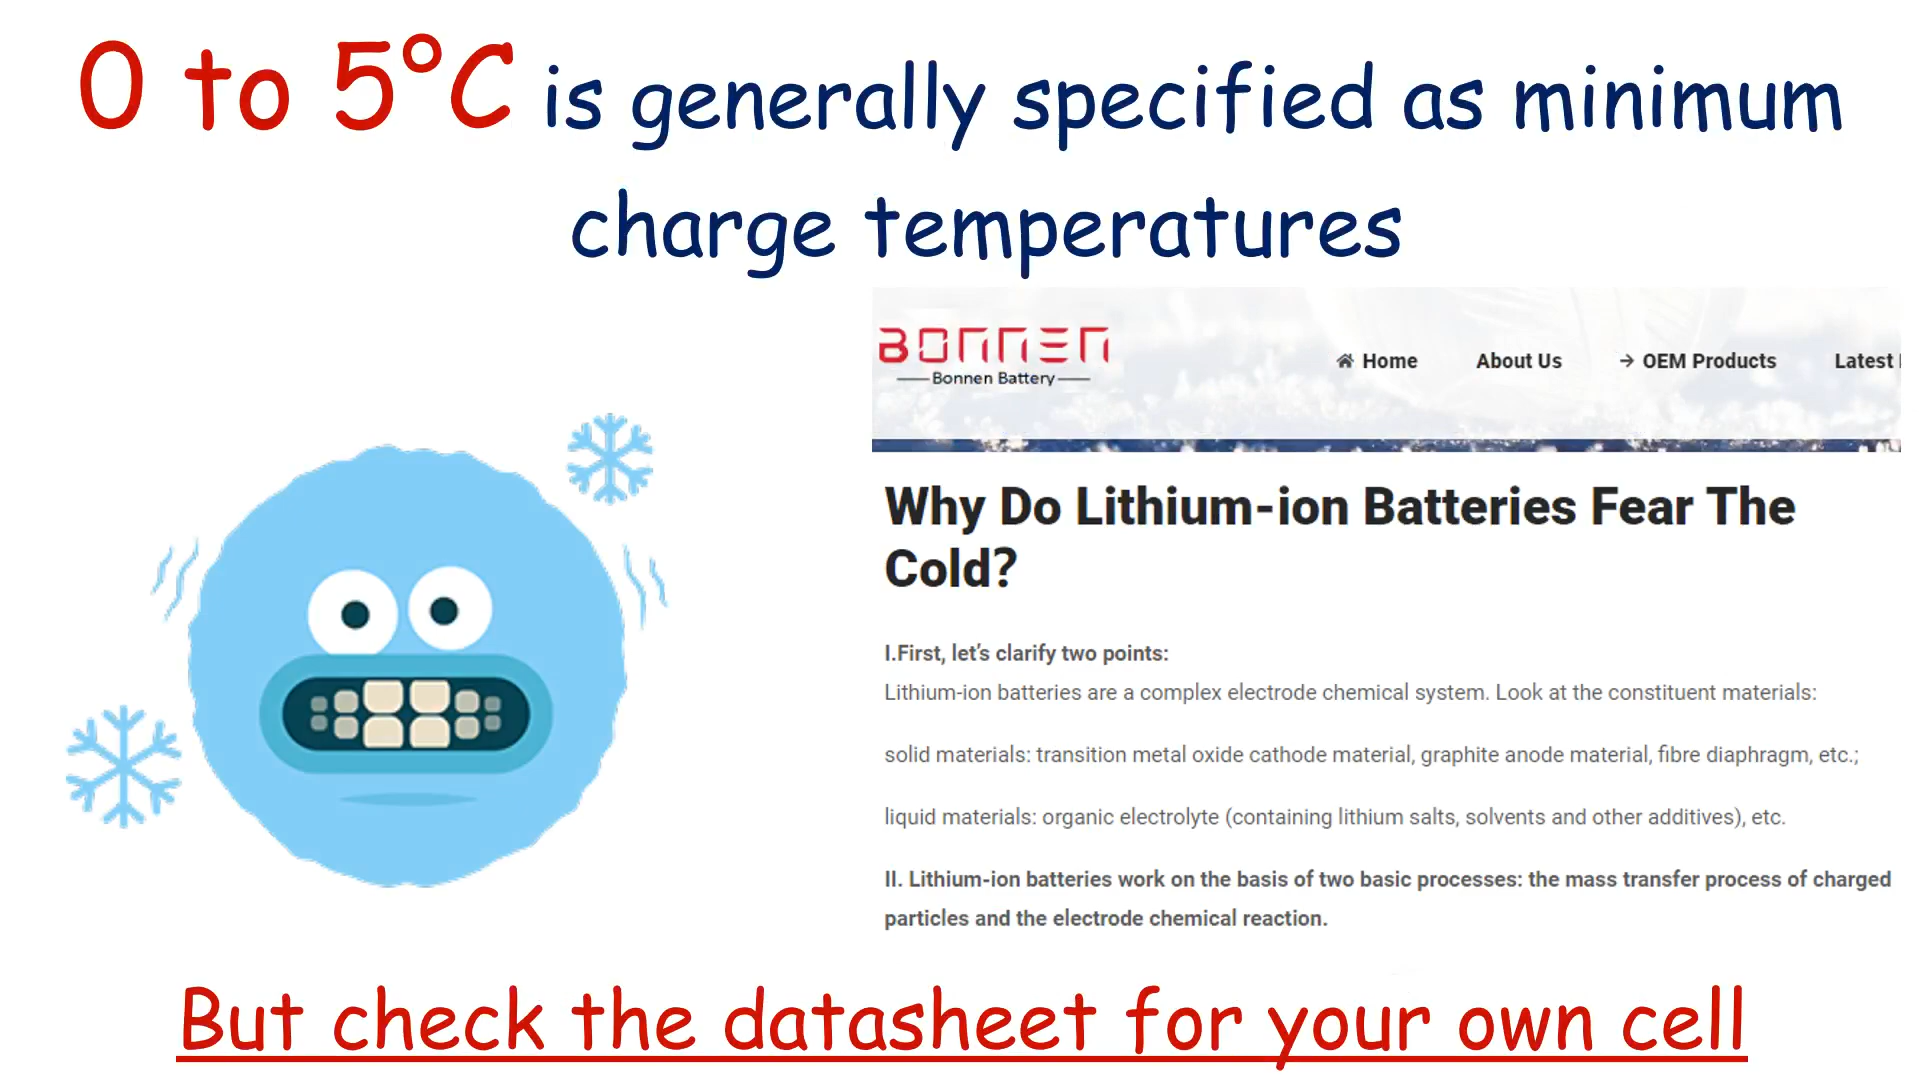 0 to 5°C is generally specified as minimum
charge temperatures
BONNEN
Bonnen Battery
Home About Us → OEM Products Latest
Why Do Lithium-ion Batteries Fear The
Cold?
I.First, let's clarify two points:
Lithium-ion batteries are a complex electrode chemical system. Look at the constituent materials:
solid materials: transition metal oxide cathode material, graphite anode material, fibre diaphragm, etc.;
liquid materials: organic electrolyte (containing lithium salts, solvents and other additives), etc.
II. Lithium-ion batteries work on the basis of two basic processes: the mass transfer process of charged
particles and the electrode chemical reaction.
But check the datasheet for your own cell